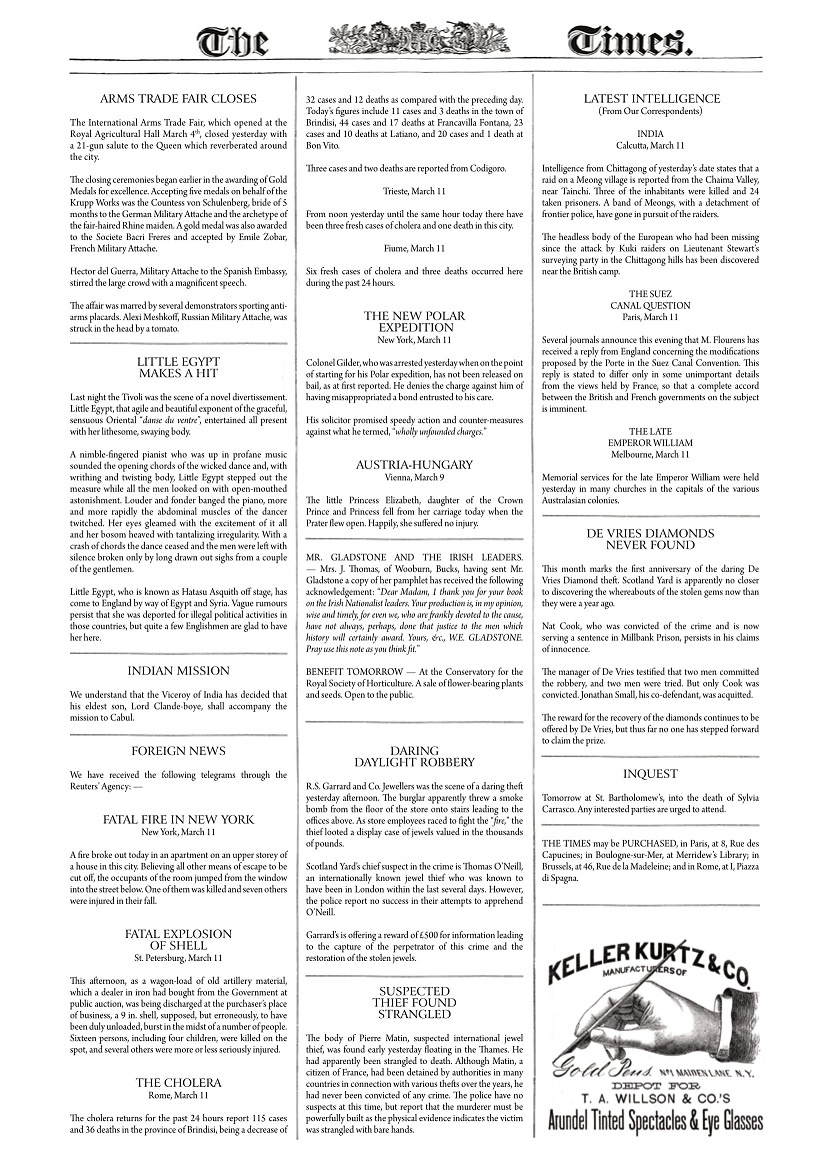 The Times.
ARMS TRADE FAIR CLOSES
The International Arms Trade Fair, which opened at the
Royal Agricultural Hall March 4th, closed yesterday with
a 21-gun salute to the Queen which reverberated around
the city.
The closing ceremonies began earlier in the awarding of Gold
Medals for excellence. Accepting five medals on behalf of the
Krupp Works was the Countess von Schulenberg, bride of 5
months to the German Military Attache and the archetype of
the fair-haired Rhine maiden. A gold medal was also awarded
to the Societe Bacri Freres and accepted by Emile Zobar,
French Military Attache.
Hector del Guerra, Military Attache to the Spanish Embassy,
stirred the large crowd with a magnificent speech.
The affair was marred by several demonstrators sporting anti-
arms placards. Alexi Meshkoff, Russian Military Attache, was
struck in the head by a tomato.
LITTLE EGYPT
MAKES A HIT
Last night the Tivoli was the scene of a novel divertissement.
Little Egypt, that agile and beautiful exponent of the graceful,
sensuous Oriental "danse du ventre", entertained all present
with her lithesome, swaying body.
A nimble-fingered pianist who was up in profane music
sounded the opening chords of the wicked dance and, with
writhing and twisting body, Little Egypt stepped out the
measure while all the men looked on with open-mouthed
astonishment. Louder and fonder banged the piano, more
and more rapidly the abdominal muscles of the dancer
twitched. Her eyes gleamed with the excitement of it all
and her bosom heaved with tantalizing irregularity. With a
crash of chords the dance ceased and the men were left with
silence broken only by long drawn out sighs from a couple
of the gentlemen.
Little Egypt, who is known as Hatasu Asquith off stage, has
come to England by way of Egypt and Syria. Vague rumours
persist that she was deported for illegal political activities in
those countries, but quite a few Englishmen are glad to have
her here.
INDIAN MISSION
We understand that the Viceroy of India has decided that
his eldest son, Lord Clande-boye, shall accompany the
mission to Cabul.
FOREIGN NEWS
We have received the following telegrams through the
Reuters' Agency: —
FATAL FIRE IN NEW YORK
New York, March 11
A fire broke out today in an apartment on an upper storey of
a house in this city. Believing all other means of escape to be
cut off, the occupants of the room jumped from the window
into the street below. One of them was killed and seven others
were injured in their fall.
FATAL EXPLOSION
OF SHELL
St. Petersburg, March 11
This afternoon, as a wagon-load of old artillery material,
which a dealer in iron had bought from the Government at
public auction, was being discharged at the purchaser's place
of business, a 9 in. shell, supposed, but erroneously, to have
been duly unloaded, burst in the midst of a number of people.
Sixteen persons, including four children, were killed on the
spot, and several others were more or less seriously injured.
THE CHOLERA
Rome, March 11
The cholera returns for the past 24 hours report 115 cases
and 36 deaths in the province of Brindisi, being a decrease of
32 cases and 12 deaths as compared with the preceding day.
Today's figures include 11 cases and 3 deaths in the town of
Brindisi, 44 cases and 17 deaths at Francavilla Fontana, 23
cases and 10 deaths at Latiano, and 20 cases and 1 death at
Bon Vito.
Three cases and two deaths are reported from Codigoro.
Trieste, March 11
From noon yesterday until the same hour today there have
been three fresh cases of cholera and one death in this city.
Fiume, March 11
Six fresh cases of cholera and three deaths occurred here
during the past 24 hours.
THE NEW POLAR
EXPEDITION
New York, March 11
Colonel Gilder, who was arrested yesterday when on the point
of starting for his Polar expedition, has not been released on
bail, as at first reported. He denies the charge against him of
having misappropriated a bond entrusted to his care.
His solicitor promised speedy action and counter-measures
against what he termed, "wholly unfounded charges."
AUSTRIA-HUNGARY
Vienna, March 9
The little Princess Elizabeth, daughter of the Crown
Prince and Princess fell from her carriage today when the
Prater flew open. Happily, she suffered no injury.
MR. GLADSTONE AND THE IRISH LEADERS.
— Mrs. J. Thomas, of Wooburn, Bucks, having sent Mr.
Gladstone a copy of her pamphlet has received the following
acknowledgement: "Dear Madam, I thank you for your book
on the Irish Nationalist leaders. Your production is, in my opinion,
wise and timely, for even we, who are frankly devoted to the cause,
have not always, perhaps, done that justice to the men which
history will certainly award. Yours, &c., W.E. GLADSTONE.
Pray use this note as you think fit."
BENEFIT TOMORROW — At the Conservatory for the
Royal Society of Horticulture. A sale of flower-bearing plants
and seeds. Open to the public.
DARING
DAYLIGHT ROBBERY
R.S. Garrard and Co. Jewellers was the scene of a daring theft
yesterday afternoon. The burglar apparently threw a smoke
bomb from the floor of the store onto stairs leading to the
offices above. As store employees raced to fight the "fire," the
thief looted a display case of jewels valued in the thousands
of pounds.
Scotland Yard's chief suspect in the crime is Thomas O'Neill,
an internationally known jewel thief who was known to
have been in London within the last several days. However,
the police report no success in their attempts to apprehend
O'Neill.
Garrard's is offering a reward of £500 for information leading
to the capture of the perpetrator of this crime and the
restoration of the stolen jewels.
SUSPECTED
THIEF FOUND
STRANGLED
The body of Pierre Matin, suspected international jewel
thief, was found early yesterday floating in the Thames. He
had apparently been strangled to death. Although Matin, a
citizen of France, had been detained by authorities in many
countries in connection with various thefts over the years, he
had never been convicted of any crime. The police have no
suspects at this time, but report that the murderer must be
powerfully built as the physical evidence indicates the victim
was strangled with bare hands.
LATEST INTELLIGENCE
(From Our Correspondents)
INDIA
Calcutta, March 11
Intelligence from Chittagong of yesterday's date states that a
raid on a Meong village is reported from the Chaima Valley,
near Tainchi. Three of the inhabitants were killed and 24
taken prisoners. A band of Meongs, with a detachment of
frontier police, have gone in pursuit of the raiders.
The headless body of the European who had been missing
since the attack by Kuki raiders on Lieutenant Stewart's
surveying party in the Chittagong hills has been discovered
near the British camp.
THE SUEZ
CANAL QUESTION
Paris, March 11
Several journals announce this evening that M. Flourens has
received a reply from England concerning the modifications
proposed by the Porte in the Suez Canal Convention. This
reply is stated to differ only in some unimportant details
from the views held by France, so that a complete accord
between the British and French governments on the subject
is imminent.
THE LATE
EMPEROR WILLIAM
Melbourne, March 11
Memorial services for the late Emperor William were held
yesterday in many churches in the capitals of the various
Australasian colonies.
DE VRIES DIAMONDS
NEVER FOUND
This month marks the first anniversary of the daring De
Vries Diamond theft. Scotland Yard is apparently no closer
to discovering the whereabouts of the stolen gems now than
they were a year ago.
Nat Cook, who was convicted of the crime and is now
serving a sentence in Millbank Prison, persists in his claims
of innocence.
The manager of De Vries testified that two men committed
the robbery, and two men were tried. But only Cook was
convicted. Jonathan Small, his co-defendant, was acquitted.
The reward for the recovery of the diamonds continues to be
offered by De Vries, but thus far no one has stepped forward
to claim the prize.
INQUEST
Tomorrow at St. Bartholomew's, into the death of Sylvia
Carrasco. Any interested parties are urged to attend.
THE TIMES may be PURCHASED, in Paris, at 8, Rue des
Capucines; in Boulogne-sur-Mer, at Merridew's Library; in
Brussels, at 46, Rue de la Madeleine; and in Rome, at I, Piazza
di Spagna.
KELLER KURTZ & CO.
MANUFACTURERS OF
Gold Pens. Nº 1 MAIDEN LANE N.Y.
DEPOT FOR
T. A. WILLSON & CO.'S
Arundel Tinted Spectacles & Eye Glasses